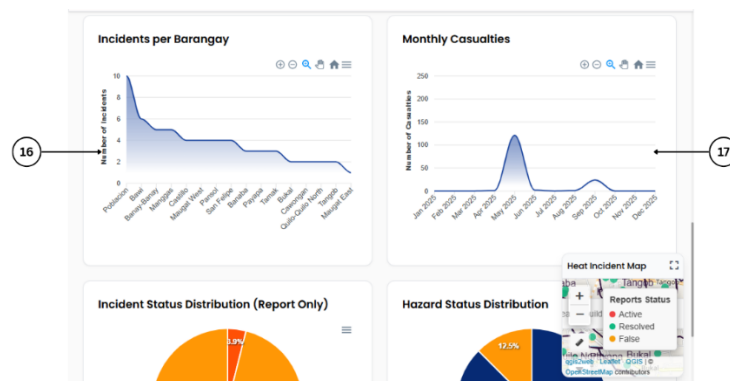 Incidents per Barangay
Number of Incidents
10
8
6
4
2
0
Poblacion
Bawi
Banay-Banay
Manggas
Castillo
Maugat West
Pansol
San Felipe
Banaba
Payapa
Tamak
Bukal
Cawongan
Quilo-Quilo North
Tangob
Maugat East
16
Monthly Casualties
Number of Casualties
250
200
150
100
50
0
Jan 2025
Feb 2025
Mar 2025
Apr 2025
May 2025
Jun 2025
Jul 2025
Aug 2025
Sep 2025
Oct 2025
Nov 2025
Dec 2025
17
Incident Status Distribution (Report Only)
Hazard Status Distribution
12.5%
Heat Incident Map
Tangob
+
−
Reports Status
Active
Resolved
False
Bukal
qgis2web Leaflet QGIS | ©
OpenStreetMap contributors